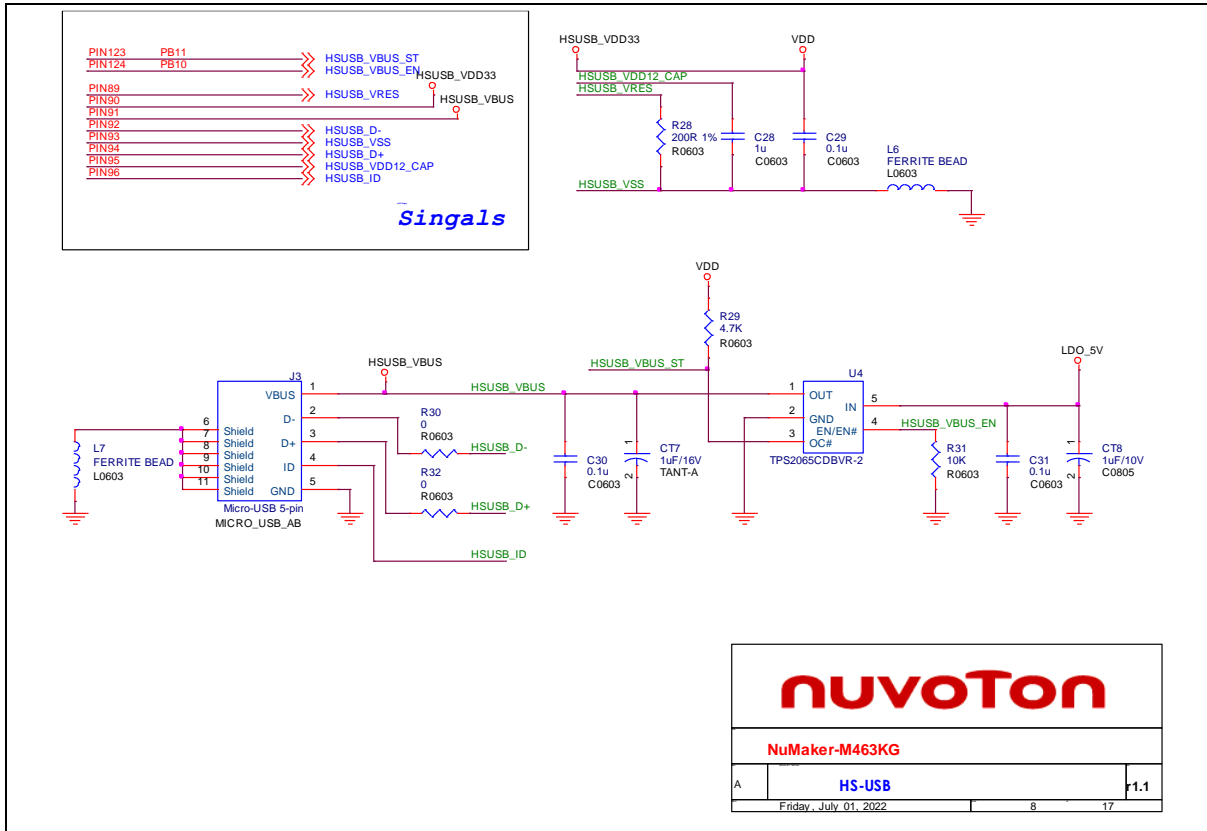 PIN123 PB11 HSUSB_VBUS_ST
PIN124 PB10 HSUSB_VBUS_EN
HSUSB_VDD33
PIN89 HSUSB_VRES
PIN90
HSUSB_VBUS
PIN91
PIN92 HSUSB_D-
PIN93 HSUSB_VSS
PIN94 HSUSB_D+
PIN95 HSUSB_VDD12_CAP
PIN96 HSUSB_ID
Singals
HSUSB_VDD33
VDD
HSUSB_VDD12_CAP
HSUSB_VRES
R28
200R 1%
R0603
C28
1u
C0603
C29
0.1u
C0603
L6
FERRITE BEAD
L0603
HSUSB_VSS
VDD
R29
4.7K
R0603
HSUSB_VBUS_ST
HSUSB_VBUS
HSUSB_VBUS
J3
VBUS 1
D- 2
D+ 3
ID 4
GND 5
6 Shield
7 Shield
8 Shield
9 Shield
10 Shield
11 Shield
Micro-USB 5-pin
MICRO_USB_AB
L7
FERRITE BEAD
L0603
R30
0
R0603
HSUSB_D-
R32
0
R0603
HSUSB_D+
HSUSB_ID
C30
0.1u
C0603
1
CT7
1uF/16V
TANT-A
2
U4
1 OUT
2 GND
3 OC#
IN 5
EN/EN# 4
TPS2065CDBVR-2
LDO_5V
HSUSB_VBUS_EN
R31
10K
R0603
C31
0.1u
C0603
1
CT8
1uF/10V
C0805
2
nuvoTon
NuMaker-M463KG
A
HS-USB
r1.1
Friday, July 01, 2022
8 17